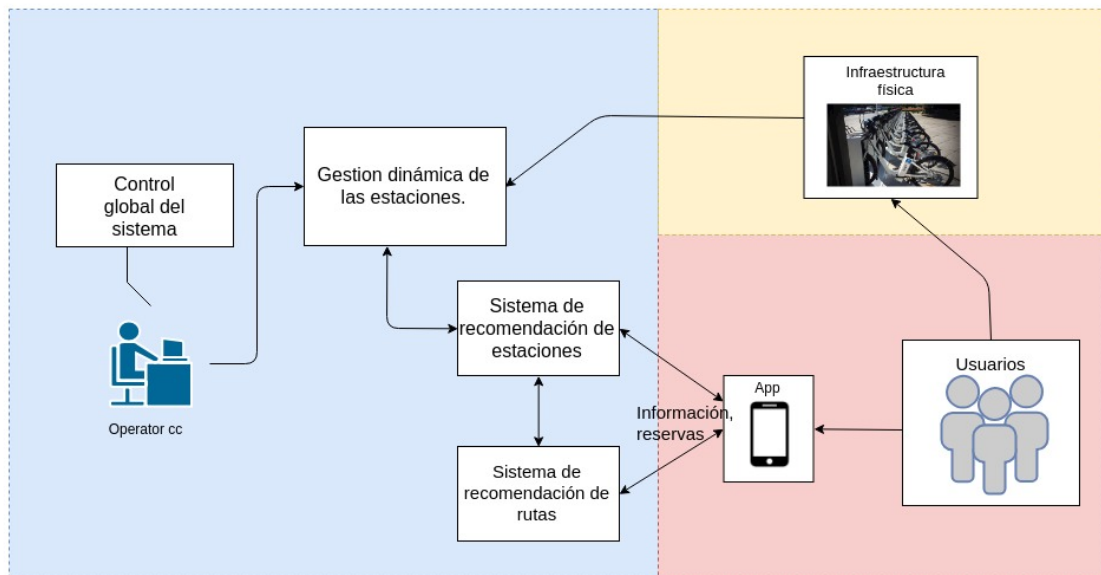 Infraestructura
física
Gestion dinámica de
las estaciones.
Control
global del
sistema
Sistema de
recomendación de
estaciones
Usuarios
App
Información,
reservas
Operator cc
Sistema de
recomendación de
rutas